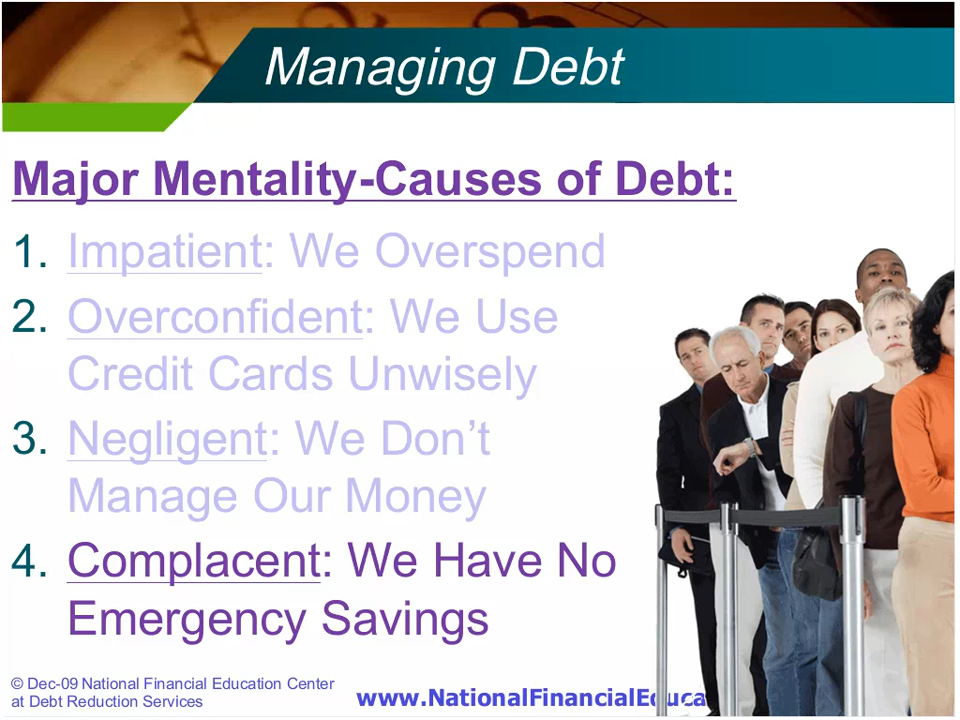 Managing Debt
Major Mentality-Causes of Debt:
1. Impatient: We Overspend
2. Overconfident: We Use
Credit Cards Unwisely
3. Negligent: We Don’t
Manage Our Money
4. Complacent: We Have No
Emergency Savings
© Dec-09 National Financial Education Center
at Debt Reduction Services
www.NationalFinancialEduca